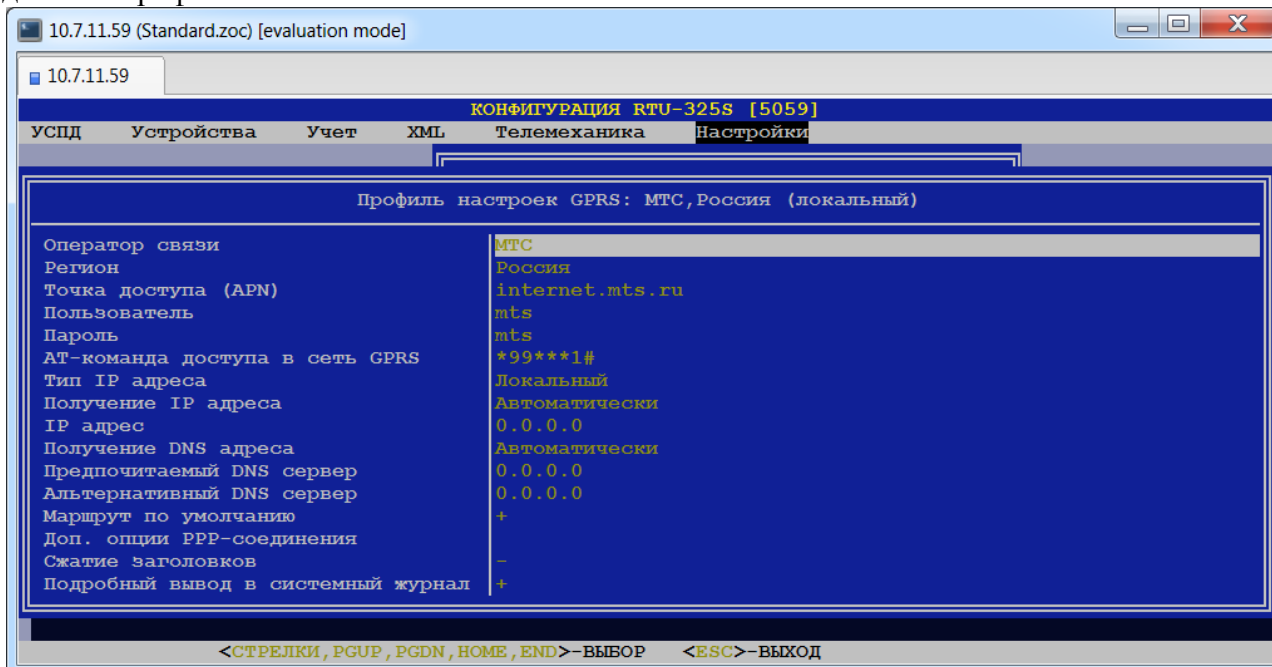 10.7.11.59 (Standard.zoc) [evaluation mode]
10.7.11.59
КОНФИГУРАЦИЯ RTU-325S [5059]
УСПД Устройства Учет XML Телемеханика Настройки
Профиль настроек GPRS: МТС,Россия (локальный)
Оператор связи МТС
Регион Россия
Точка доступа (APN) internet.mts.ru
Пользователь mts
Пароль mts
АТ-команда доступа в сеть GPRS *99***1#
Тип IP адреса Локальный
Получение IP адреса Автоматически
IP адрес 0.0.0.0
Получение DNS адреса Автоматически
Предпочитаемый DNS сервер 0.0.0.0
Альтернативный DNS сервер 0.0.0.0
Маршрут по умолчанию +
Доп. опции PPP-соединения
Сжатие заголовков -
Подробный вывод в системный журнал +
<СТРЕЛКИ,PGUP,PGDN,HOME,END>-ВЫБОР <ESC>-ВЫХОД